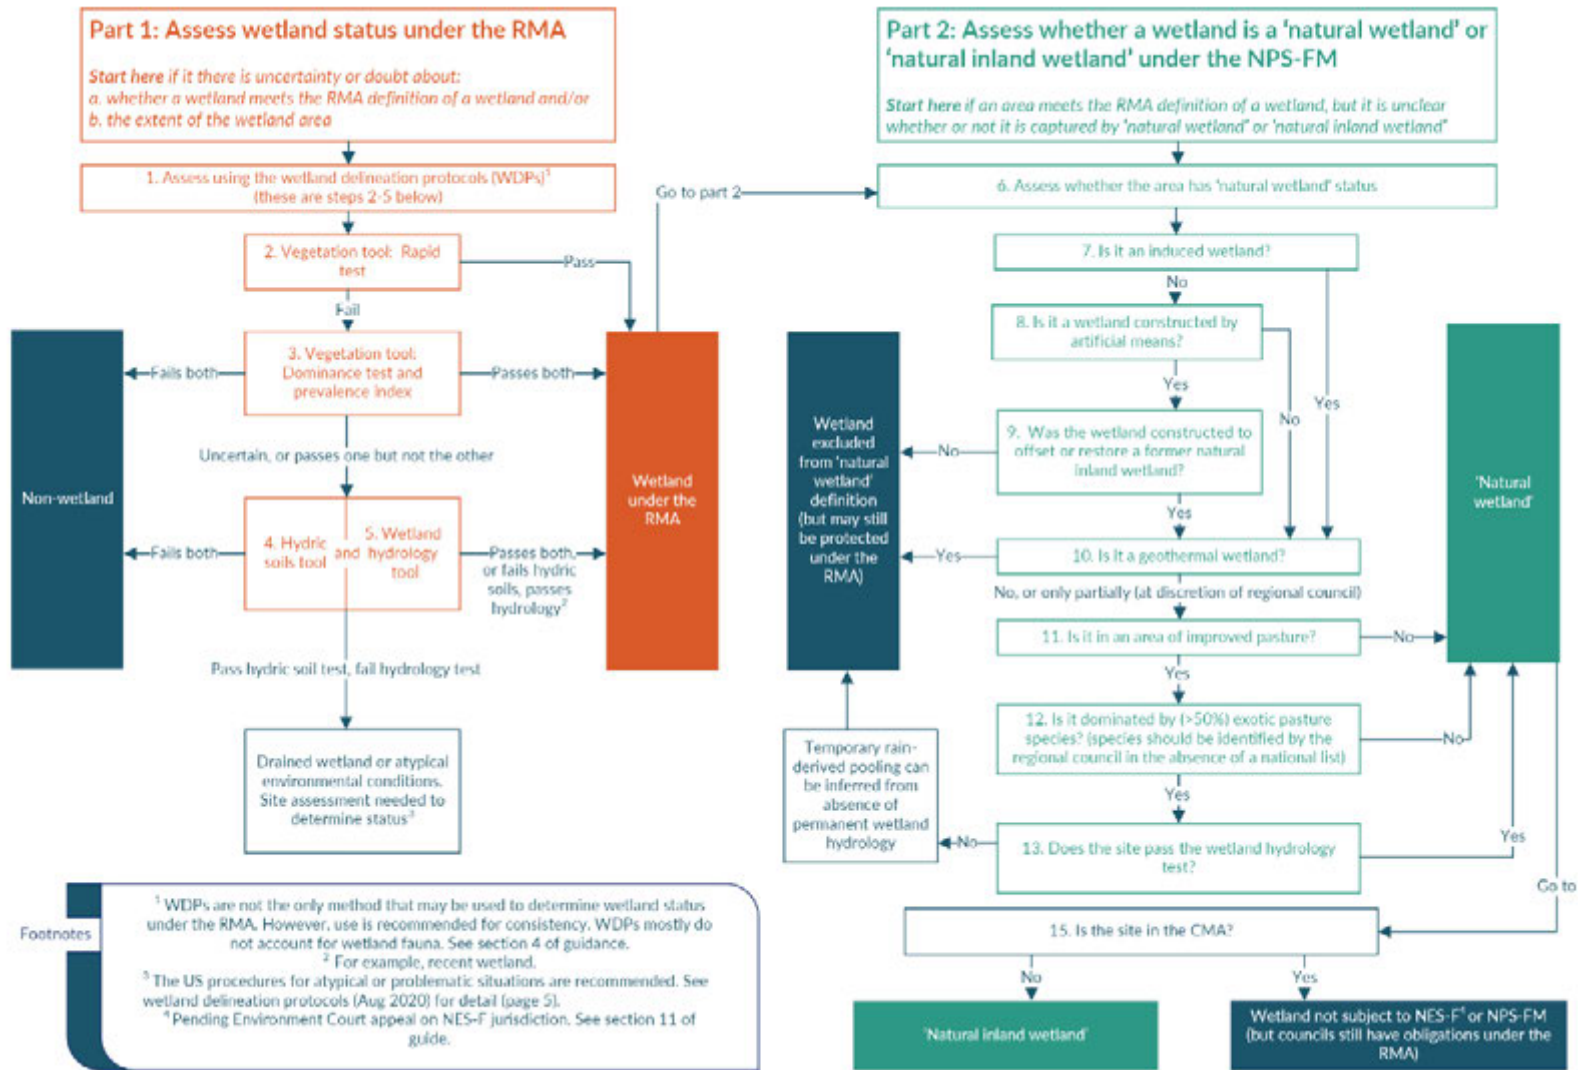 Part 1: Assess wetland status under the RMA
Start here if it there is uncertainty or doubt about:
a. whether a wetland meets the RMA definition of a wetland and/or
b. the extent of the wetland area
1. Assess using the wetland delineation protocols (WDPs)¹
(these are steps 2-5 below)
2. Vegetation tool: Rapid
test
Pass
Fail
3. Vegetation tool:
Dominance test and
prevalence index
Fails both
Passes both
Uncertain, or passes one but not the other
Non-wetland
4. Hydric
soils tool
and
5. Wetland
hydrology
tool
Fails both
Passes both,
or fails hydric
soils, passes
hydrology²
Wetland
under the
RMA
Pass hydric soil test, fail hydrology test
Drained wetland or atypical
environmental conditions.
Site assessment needed to
determine status³
Go to part 2
Part 2: Assess whether a wetland is a 'natural wetland' or
'natural inland wetland' under the NPS-FM
Start here if an area meets the RMA definition of a wetland, but it is unclear
whether or not it is captured by 'natural wetland' or 'natural inland wetland'
6. Assess whether the area has 'natural wetland' status
7. Is it an induced wetland?
No
Yes
8. Is it a wetland constructed by
artificial means?
Yes
No
9. Was the wetland constructed to
offset or restore a former natural
inland wetland?
No
Yes
10. Is it a geothermal wetland?
Yes
No, or only partially (at discretion of regional council)
Wetland
excluded
from 'natural
wetland'
definition
(but may still
be protected
under the
RMA)
'Natural
wetland'
11. Is it in an area of improved pasture?
No
Yes
12. Is it dominated by (>50%) exotic pasture
species? (species should be identified by the
regional council in the absence of a national list)
No
Yes
13. Does the site pass the wetland hydrology
test?
No
Yes
Temporary rain-
derived pooling can
be inferred from
absence of
permanent wetland
hydrology
Go to
15. Is the site in the CMA?
No
Yes
'Natural inland wetland'
Wetland not subject to NES-F⁴ or NPS-FM
(but councils still have obligations under the
RMA)
Footnotes
¹ WDPs are not the only method that may be used to determine wetland status
under the RMA. However, use is recommended for consistency. WDPs mostly do
not account for wetland fauna. See section 4 of guidance.
² For example, recent wetland.
³ The US procedures for atypical or problematic situations are recommended. See
wetland delineation protocols (Aug 2020) for detail (page 5).
⁴ Pending Environment Court appeal on NES-F jurisdiction. See section 11 of
guide.